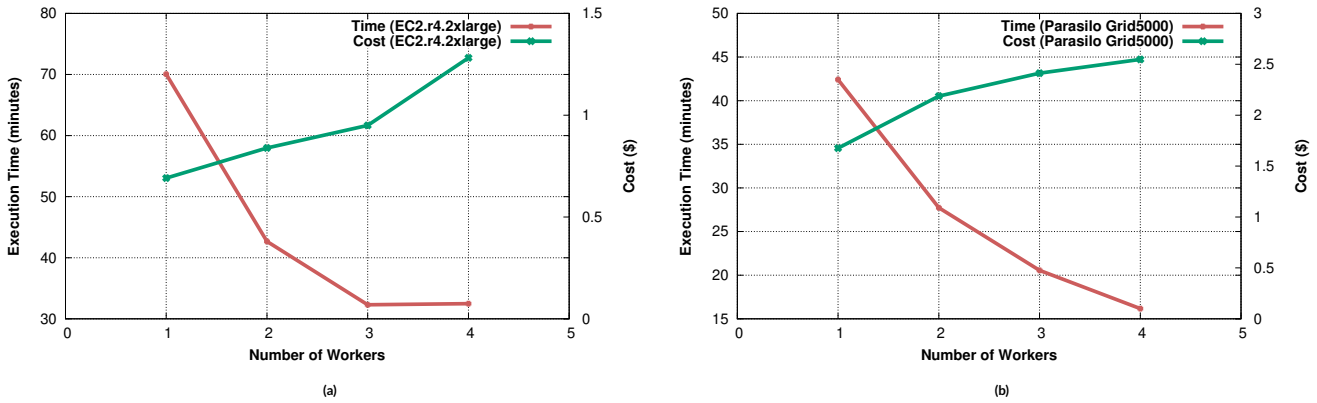 80
70
60
50
40
30
Execution Time (minutes)
Time (EC2.r4.2xlarge)
Cost (EC2.r4.2xlarge)
1.5
1
0.5
0
Cost ($)
0 1 2 3 4 5
Number of Workers
(a)
50
45
40
35
30
25
20
15
Execution Time (minutes)
Time (Parasilo Grid5000)
Cost (Parasilo Grid5000)
3
2.5
2
1.5
1
0.5
0
Cost ($)
0 1 2 3 4 5
Number of Workers
(b)